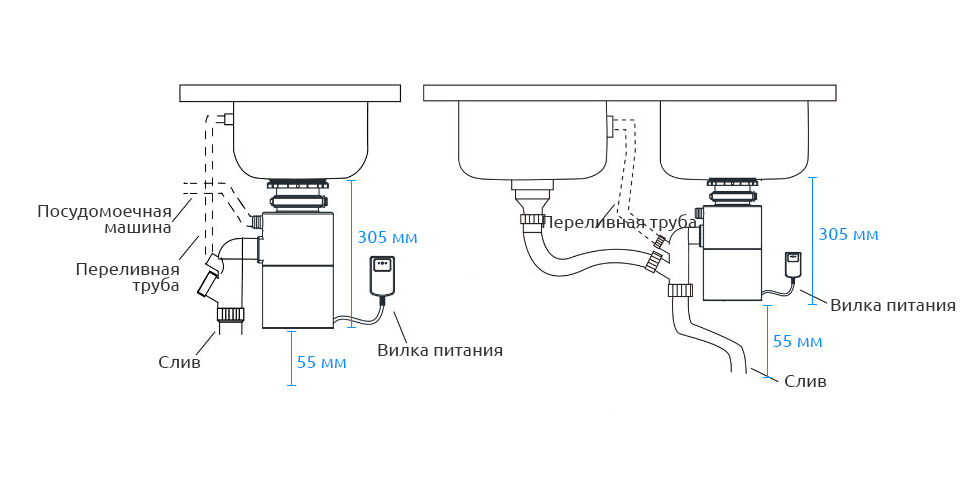 Посудомоечная
машина
Переливная
труба
Слив
305 мм
55 мм
Вилка питания
Переливная труба
305 мм
Вилка питания
55 мм
Слив